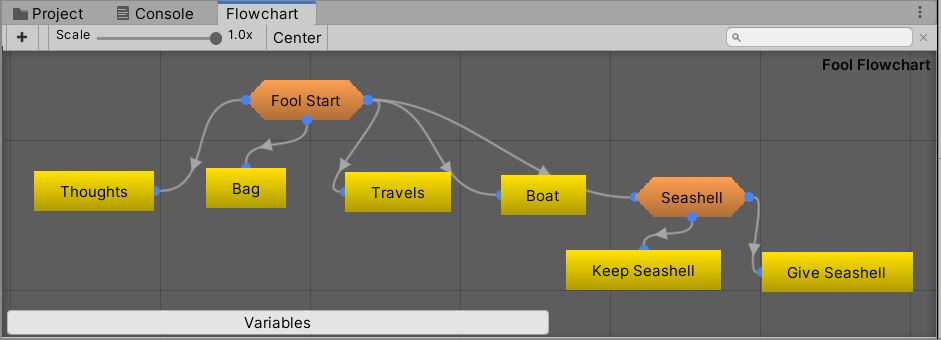 Project Console Flowchart
+ Scale 1.0x Center
Fool Flowchart
Fool Start
Thoughts
Bag
Travels
Boat
Seashell
Keep Seashell
Give Seashell
Variables